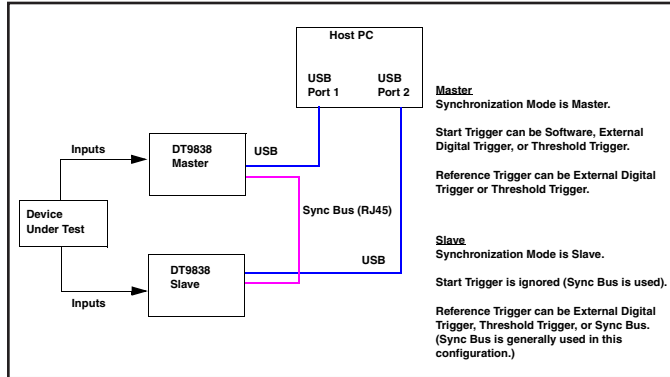 Host PC
USB
Port 1
USB
Port 2
Inputs
DT9838
Master
USB
Sync Bus (RJ45)
Device
Under Test
USB
DT9838
Slave
Inputs
Master
Synchronization Mode is Master.
Start Trigger can be Software, External
Digital Trigger, or Threshold Trigger.
Reference Trigger can be External Digital
Trigger or Threshold Trigger.
Slave
Synchronization Mode is Slave.
Start Trigger is ignored (Sync Bus is used).
Reference Trigger can be External Digital
Trigger, Threshold Trigger, or Sync Bus.
(Sync Bus is generally used in this
configuration.)